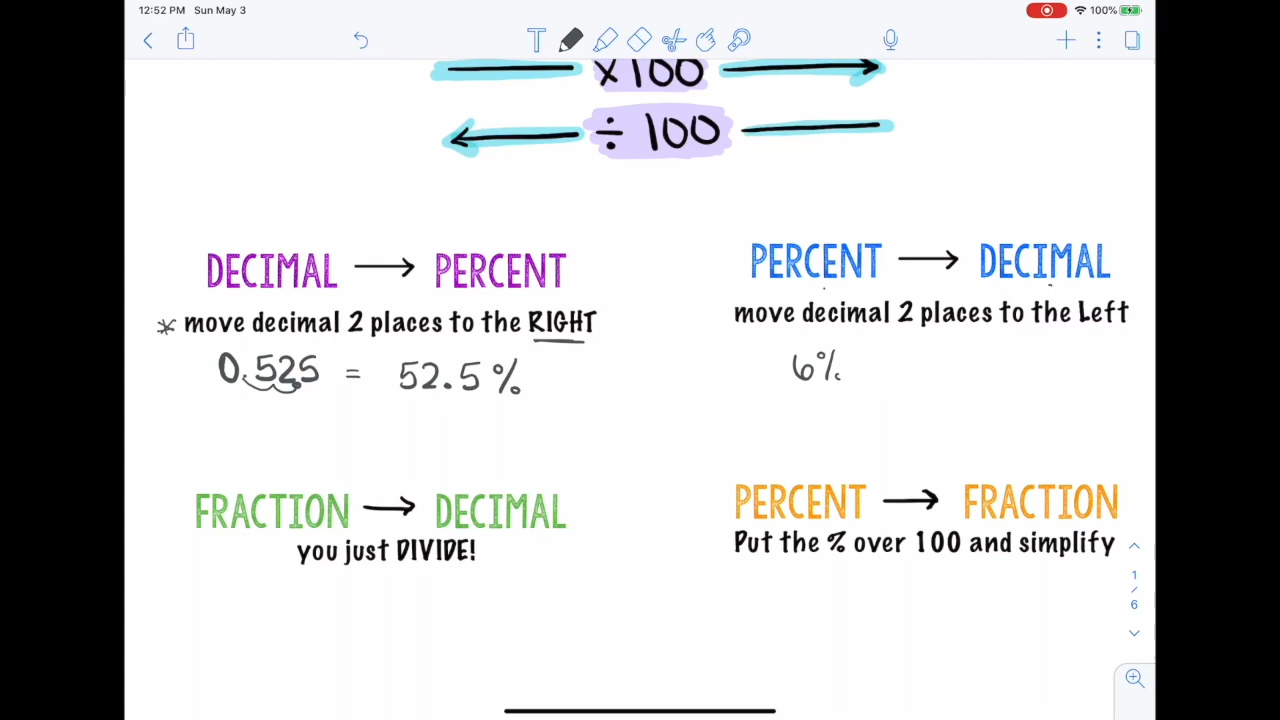 12:52 PM Sun May 3
100%
T
x 100
÷ 100
DECIMAL → PERCENT
* move decimal 2 places to the RIGHT
0.525 = 52.5%
PERCENT → DECIMAL
move decimal 2 places to the Left
6%
FRACTION → DECIMAL
you just DIVIDE!
PERCENT → FRACTION
Put the % over 100 and simplify
1
/
6